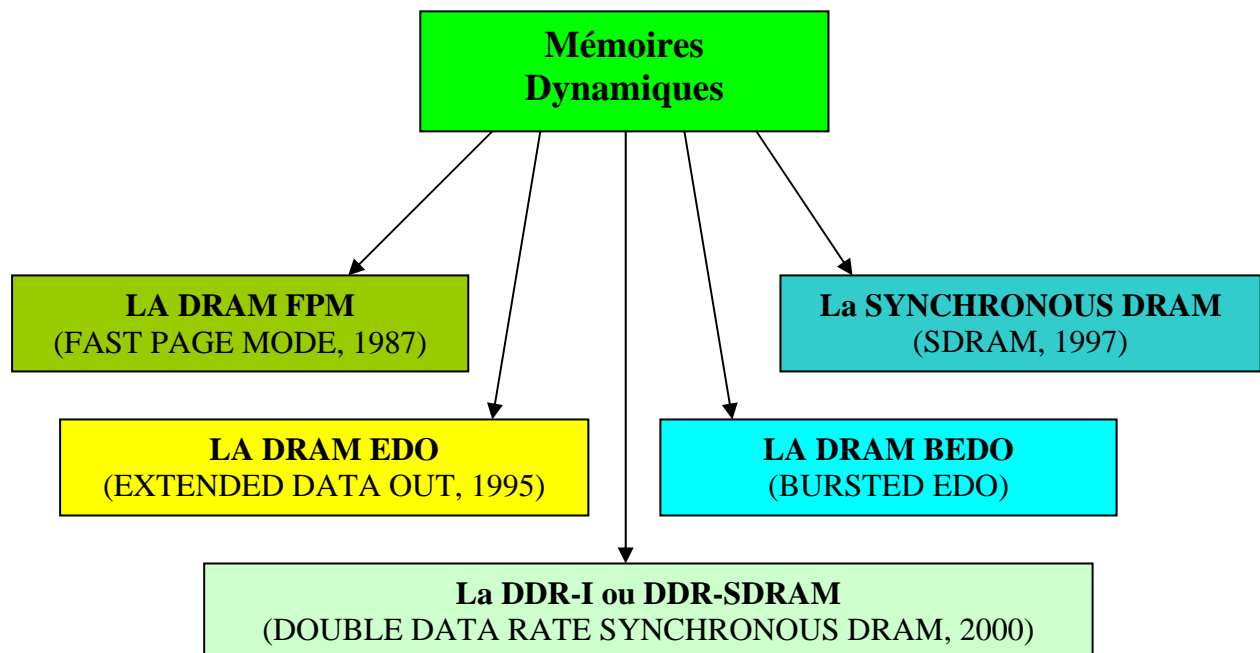 Mémoires
Dynamiques
LA DRAM FPM
(FAST PAGE MODE, 1987)
La SYNCHRONOUS DRAM
(SDRAM, 1997)
LA DRAM EDO
(EXTENDED DATA OUT, 1995)
LA DRAM BEDO
(BURSTED EDO)
La DDR-I ou DDR-SDRAM
(DOUBLE DATA RATE SYNCHRONOUS DRAM, 2000)